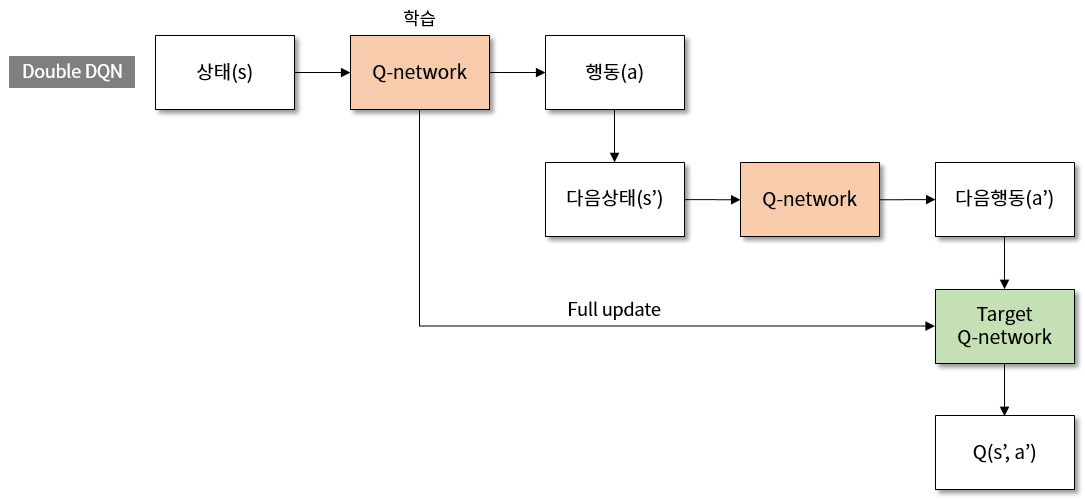 학습
Double DQN
상태(s)
Q-network
행동(a)
다음상태(s’)
Q-network
다음행동(a’)
Full update
Target
Q-network
Q(s’, a’)